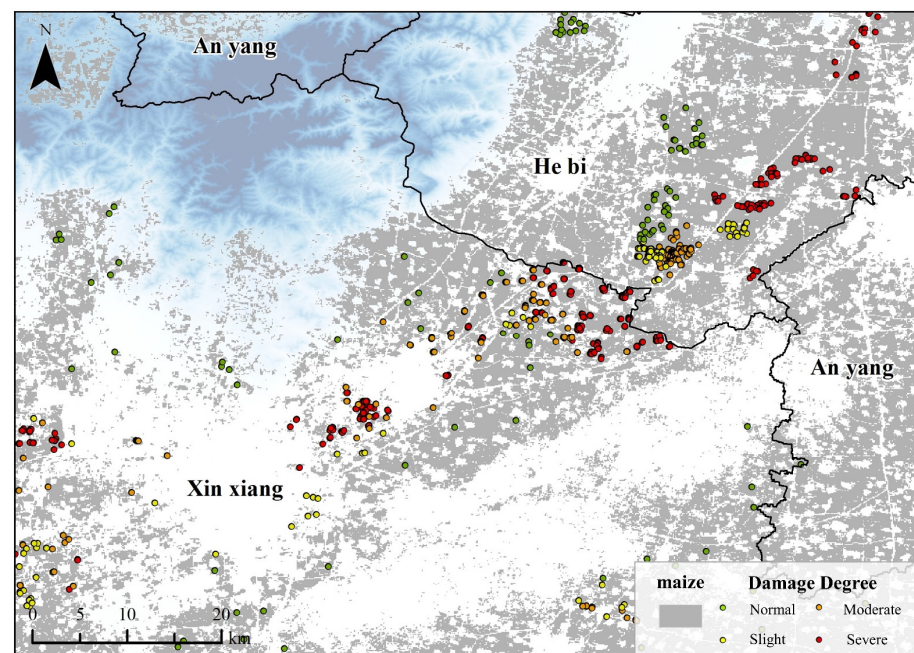 An yang
N
He bi
An yang
Xin xiang
maize Damage Degree
Normal Moderate
Slight Severe
0 5 10 20
km